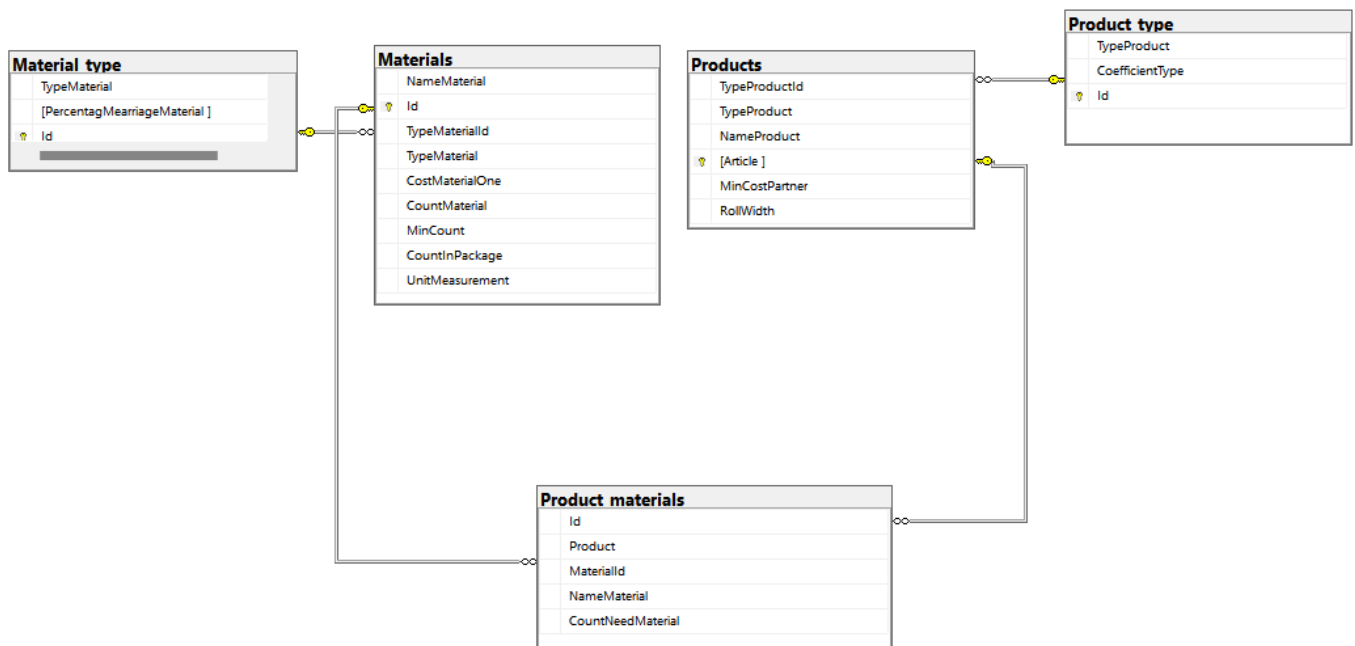 Material type
TypeMaterial
[PercentagMearriageMaterial ]
Id
Materials
NameMaterial
Id
TypeMaterialId
TypeMaterial
CostMaterialOne
CountMaterial
MinCount
CountInPackage
UnitMeasurement
Products
TypeProductId
TypeProduct
NameProduct
[Article ]
MinCostPartner
RollWidth
Product type
TypeProduct
CoefficientType
Id
Product materials
Id
Product
MaterialId
NameMaterial
CountNeedMaterial